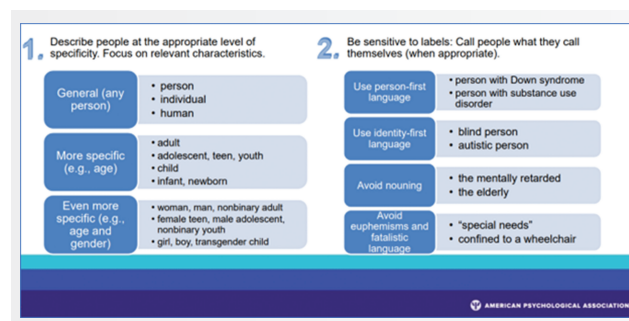 1. Describe people at the appropriate level of
specificity. Focus on relevant characteristics.
General (any
person)
• person
• individual
• human
More specific
(e.g., age)
• adult
• adolescent, teen, youth
• child
• infant, newborn
Even more
specific (e.g.,
age and
gender)
• woman, man, nonbinary adult
• female teen, male adolescent,
nonbinary youth
• girl, boy, transgender child
2. Be sensitive to labels: Call people what they call
themselves (when appropriate).
Use person-first
language
• person with Down syndrome
• person with substance use
disorder
Use identity-first
language
• blind person
• autistic person
Avoid nouning
• the mentally retarded
• the elderly
Avoid
euphemisms and
fatalistic
language
• “special needs”
• confined to a wheelchair
AMERICAN PSYCHOLOGICAL ASSOCIATION